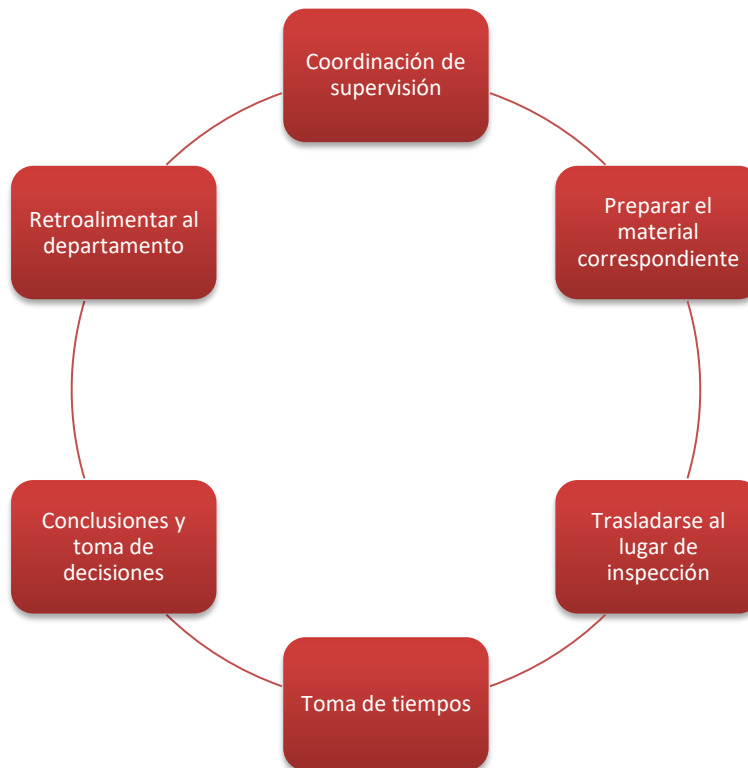 Coordinación de
supervisión
Preparar el
material
correspondiente
Trasladarse al
lugar de
inspección
Toma de tiempos
Conclusiones y
toma de
decisiones
Retroalimentar al
departamento